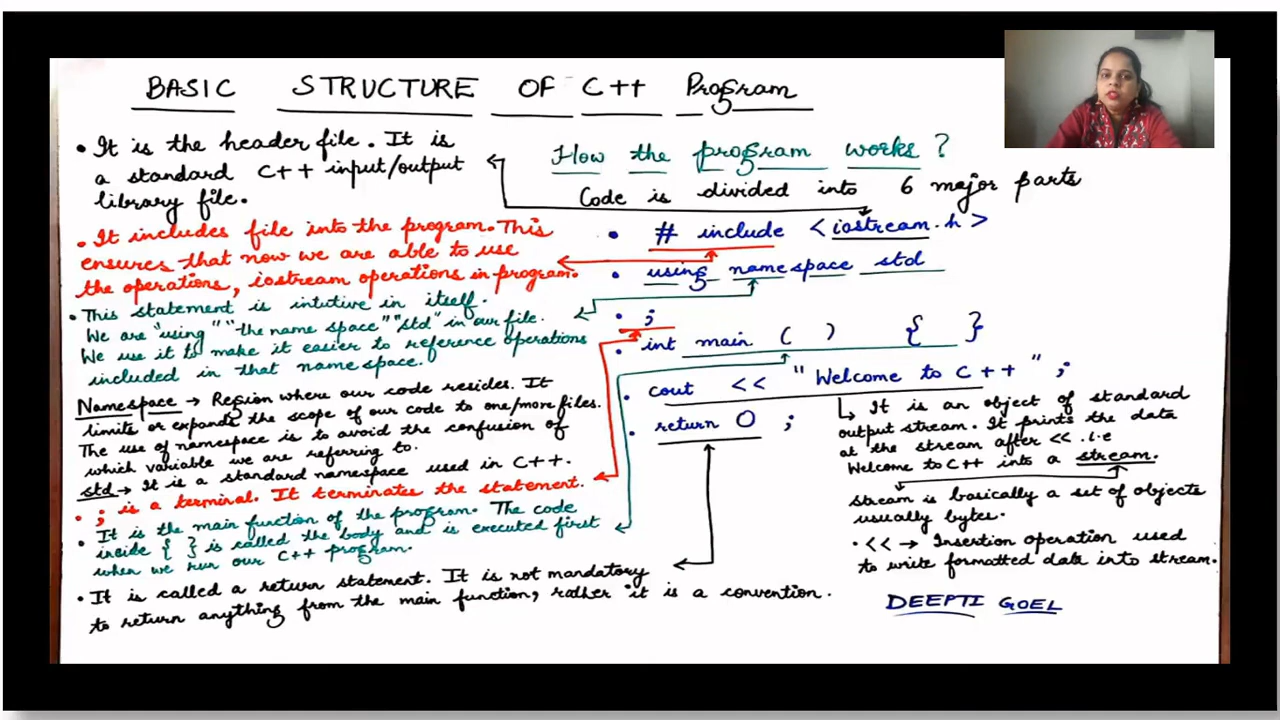 BASIC STRUCTURE OF C++ Program
• It is the header file. It is
a standard C++ input/output
library file.
• It includes file into the program. This
ensures that now we are able to use
the operations, iostream operations in program.
• This statement is intutive in itself.
We are "using" "the name space" "std" in our file.
We use it to make it easier to reference operations
included in that name space.
Namespace → Region where our code resides. It
limits or expands the scope of our code to one/more files.
The use of namespace is to avoid the confusion of
which variable we are referring to.
std → It is a standard namespace used in C++.
• ; is a terminal. It terminates the statement.
• It is the main function of the program. The code
inside { } is called the body and is executed first
when we run our C++ program.
• It is called a return statement. It is not mandatory
to return anything from the main function, rather it is a convention.
How the program works ?
Code is divided into 6 major parts
• # include <iostream.h>
• using namespace std
• ;
• int main ( ) { }
• cout << "Welcome to C++" ;
• return 0 ;
It is an object of standard
output stream. It prints the data
at the stream after <<. i.e
Welcome to C++ into a stream.
stream is basically a set of objects
usually bytes.
• << → Insertion operation used
to write formatted data into stream.
DEEPTI GOEL